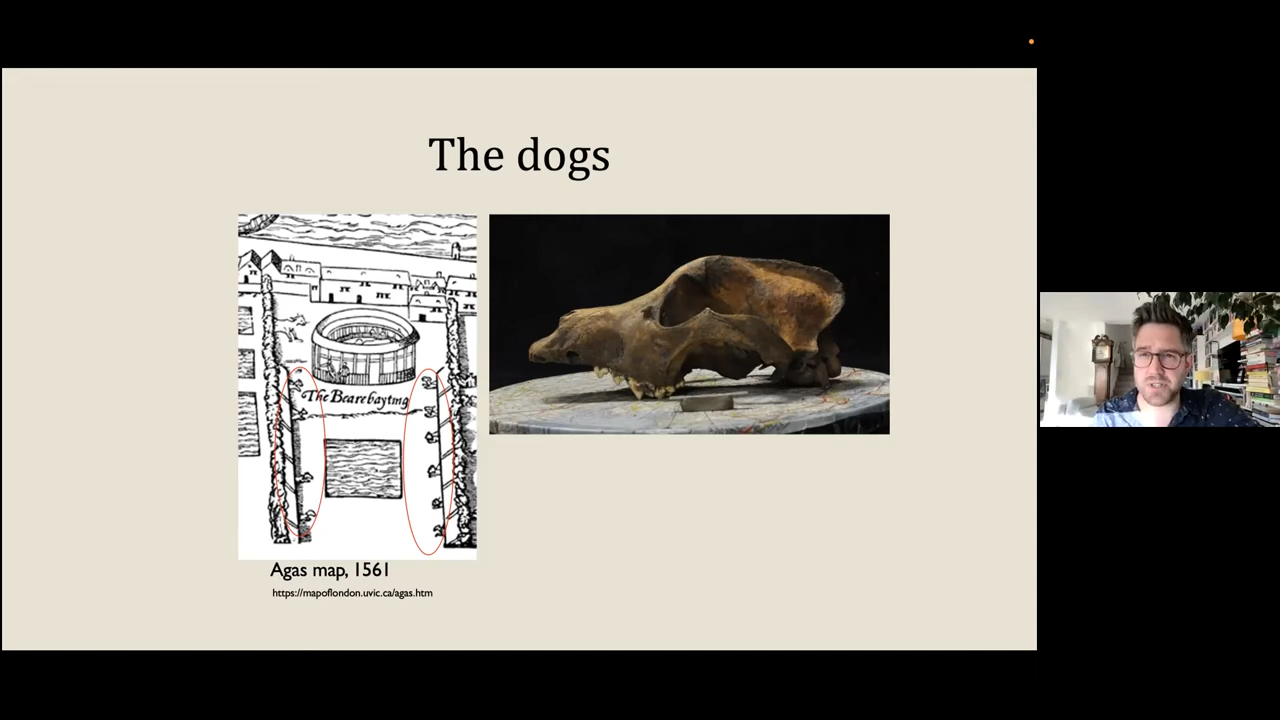 The dogs
The Bearebayting
Agas map, 1561
https://mapoflondon.uvic.ca/agas.htm